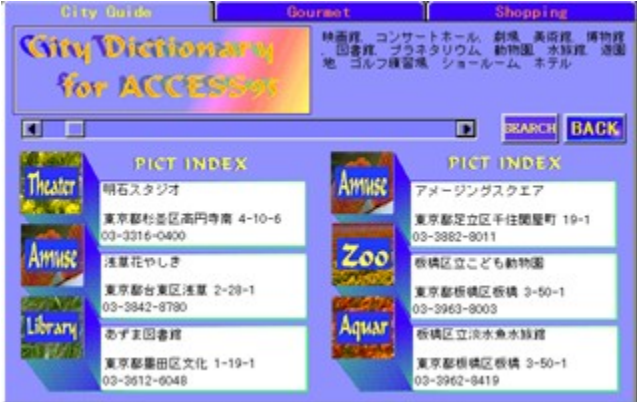 City Guide
Gourmet
Shopping
City Dictionary
for ACCESS95
映画館、コンサートホール、劇場、美術館、博物館
、図書館、プラネタリウム、動物園、水族館、遊園
地、ゴルフ練習場、ショールーム、ホテル
SEARCH
BACK
PICT INDEX
Theater
明石スタジオ
東京都杉並区高円寺南 4-10-6
03-3316-0400
Amuse
浅草花やしき
東京都台東区浅草 2-28-1
03-3842-8780
Library
あずま図書館
東京都墨田区文化 1-19-1
03-3612-6048
PICT INDEX
Amuse
アメージングスクエア
東京都足立区千住関屋町 19-1
03-3882-8011
Zoo
板橋区立こども動物園
東京都板橋区板橋 3-50-1
03-3963-8003
Aquar
板橋区立淡水魚水族館
東京都板橋区板橋 3-50-1
03-3962-8419